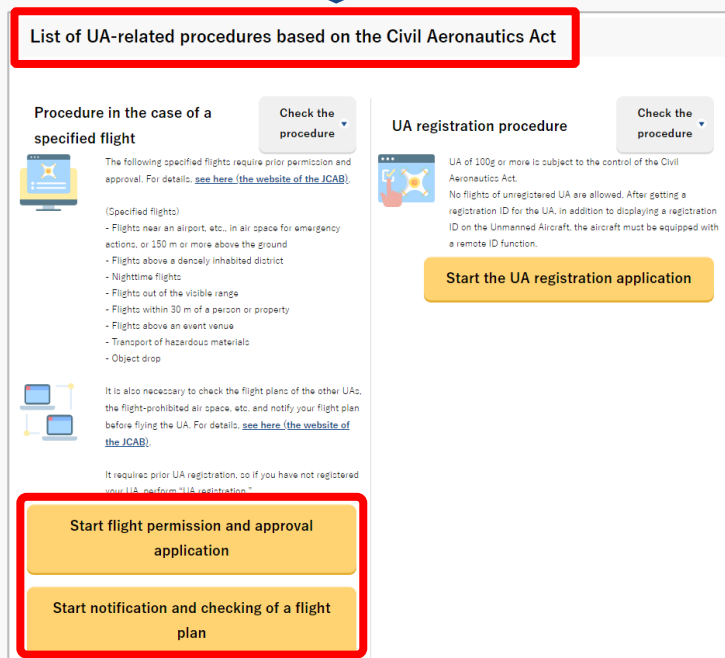 List of UA-related procedures based on the Civil Aeronautics Act
Procedure in the case of a
specified flight
Check the
procedure
The following specified flights require prior permission and
approval. For details, see here (the website of the JCAB).
(Specified flights)
- Flights near an airport, etc., in air space for emergency
actions, or 150 m or more above the ground
- Flights above a densely inhabited district
- Nighttime flights
- Flights out of the visible range
- Flights within 30 m of a person or property
- Flights above an event venue
- Transport of hazardous materials
- Object drop
It is also necessary to check the flight plans of the other UAs,
the flight-prohibited air space, etc. and notify your flight plan
before flying the UA. For details, see here (the website of
the JCAB).
It requires prior UA registration, so if you have not registered
your UA, perform "UA registration."
Start flight permission and approval
application
Start notification and checking of a flight
plan
UA registration procedure
Check the
procedure
UA of 100g or more is subject to the control of the Civil
Aeronautics Act.
No flights of unregistered UA are allowed. After getting a
registration ID for the UA, in addition to displaying a registration
ID on the Unmanned Aircraft, the aircraft must be equipped with
a remote ID function.
Start the UA registration application